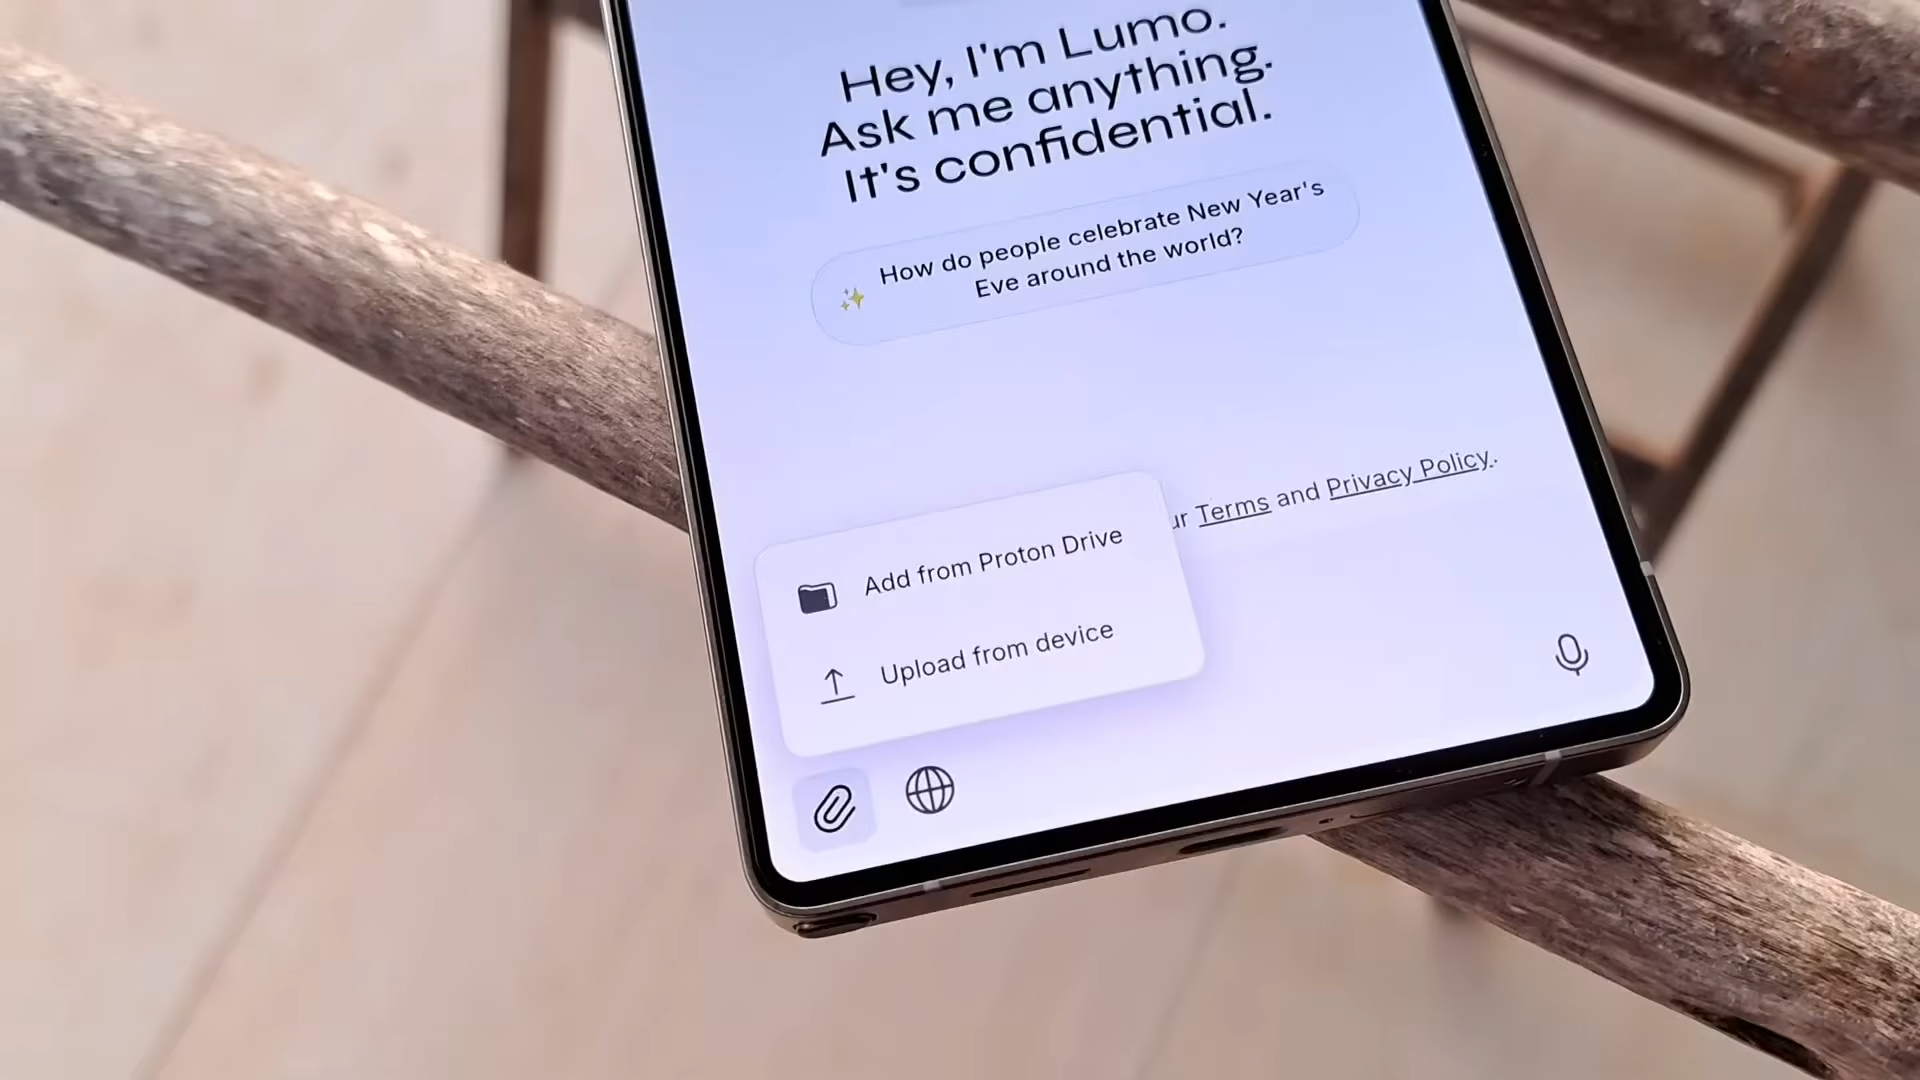 Hey, I'm Lumo.
Ask me anything.
It's confidential.
How do people celebrate New Year's
Eve around the world?
Terms and Privacy Policy.
Add from Proton Drive
Upload from device